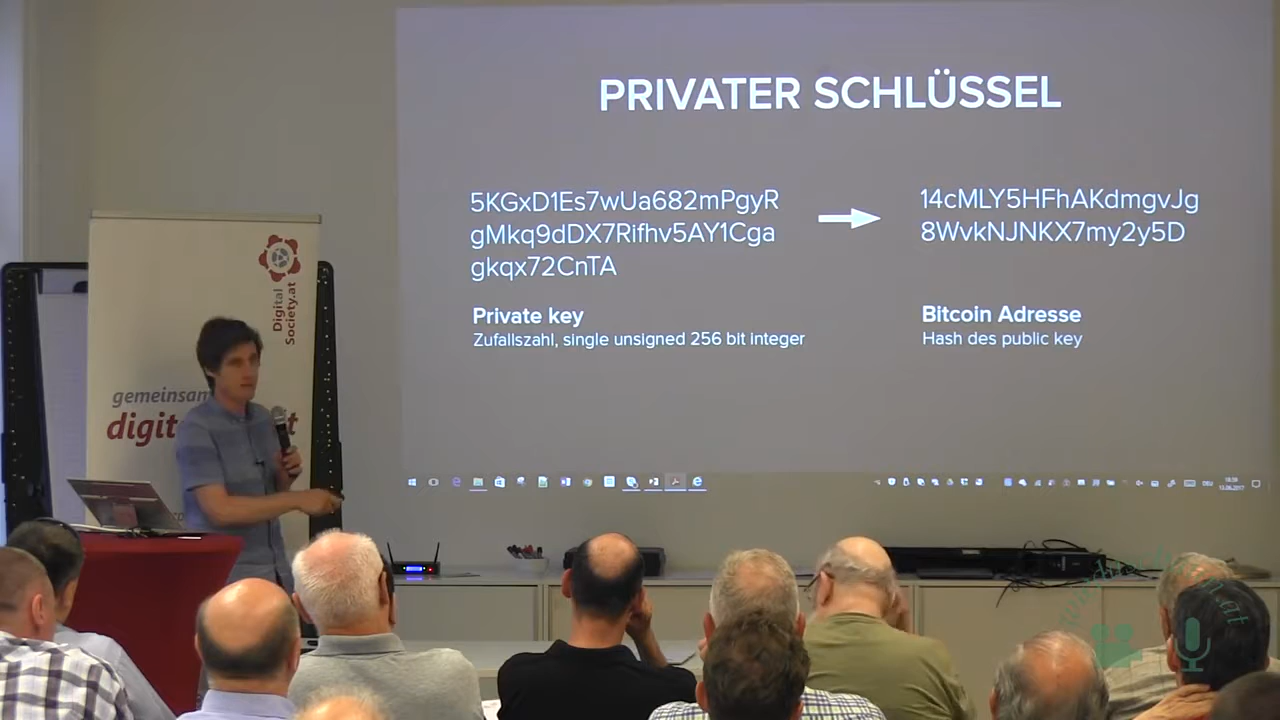 PRIVATER SCHLÜSSEL
5KGxD1Es7wUa682mPgyR
gMkq9dDX7Rifhv5AY1Cga
gkqx72CnTA
14cMLY5HFhAKdmgvJg
8WvkNJNKX7my2y5D
Private key
Zufallszahl, single unsigned 256 bit integer
Bitcoin Adresse
Hash des public key
Digital
Society.at
gemeinsam
digit